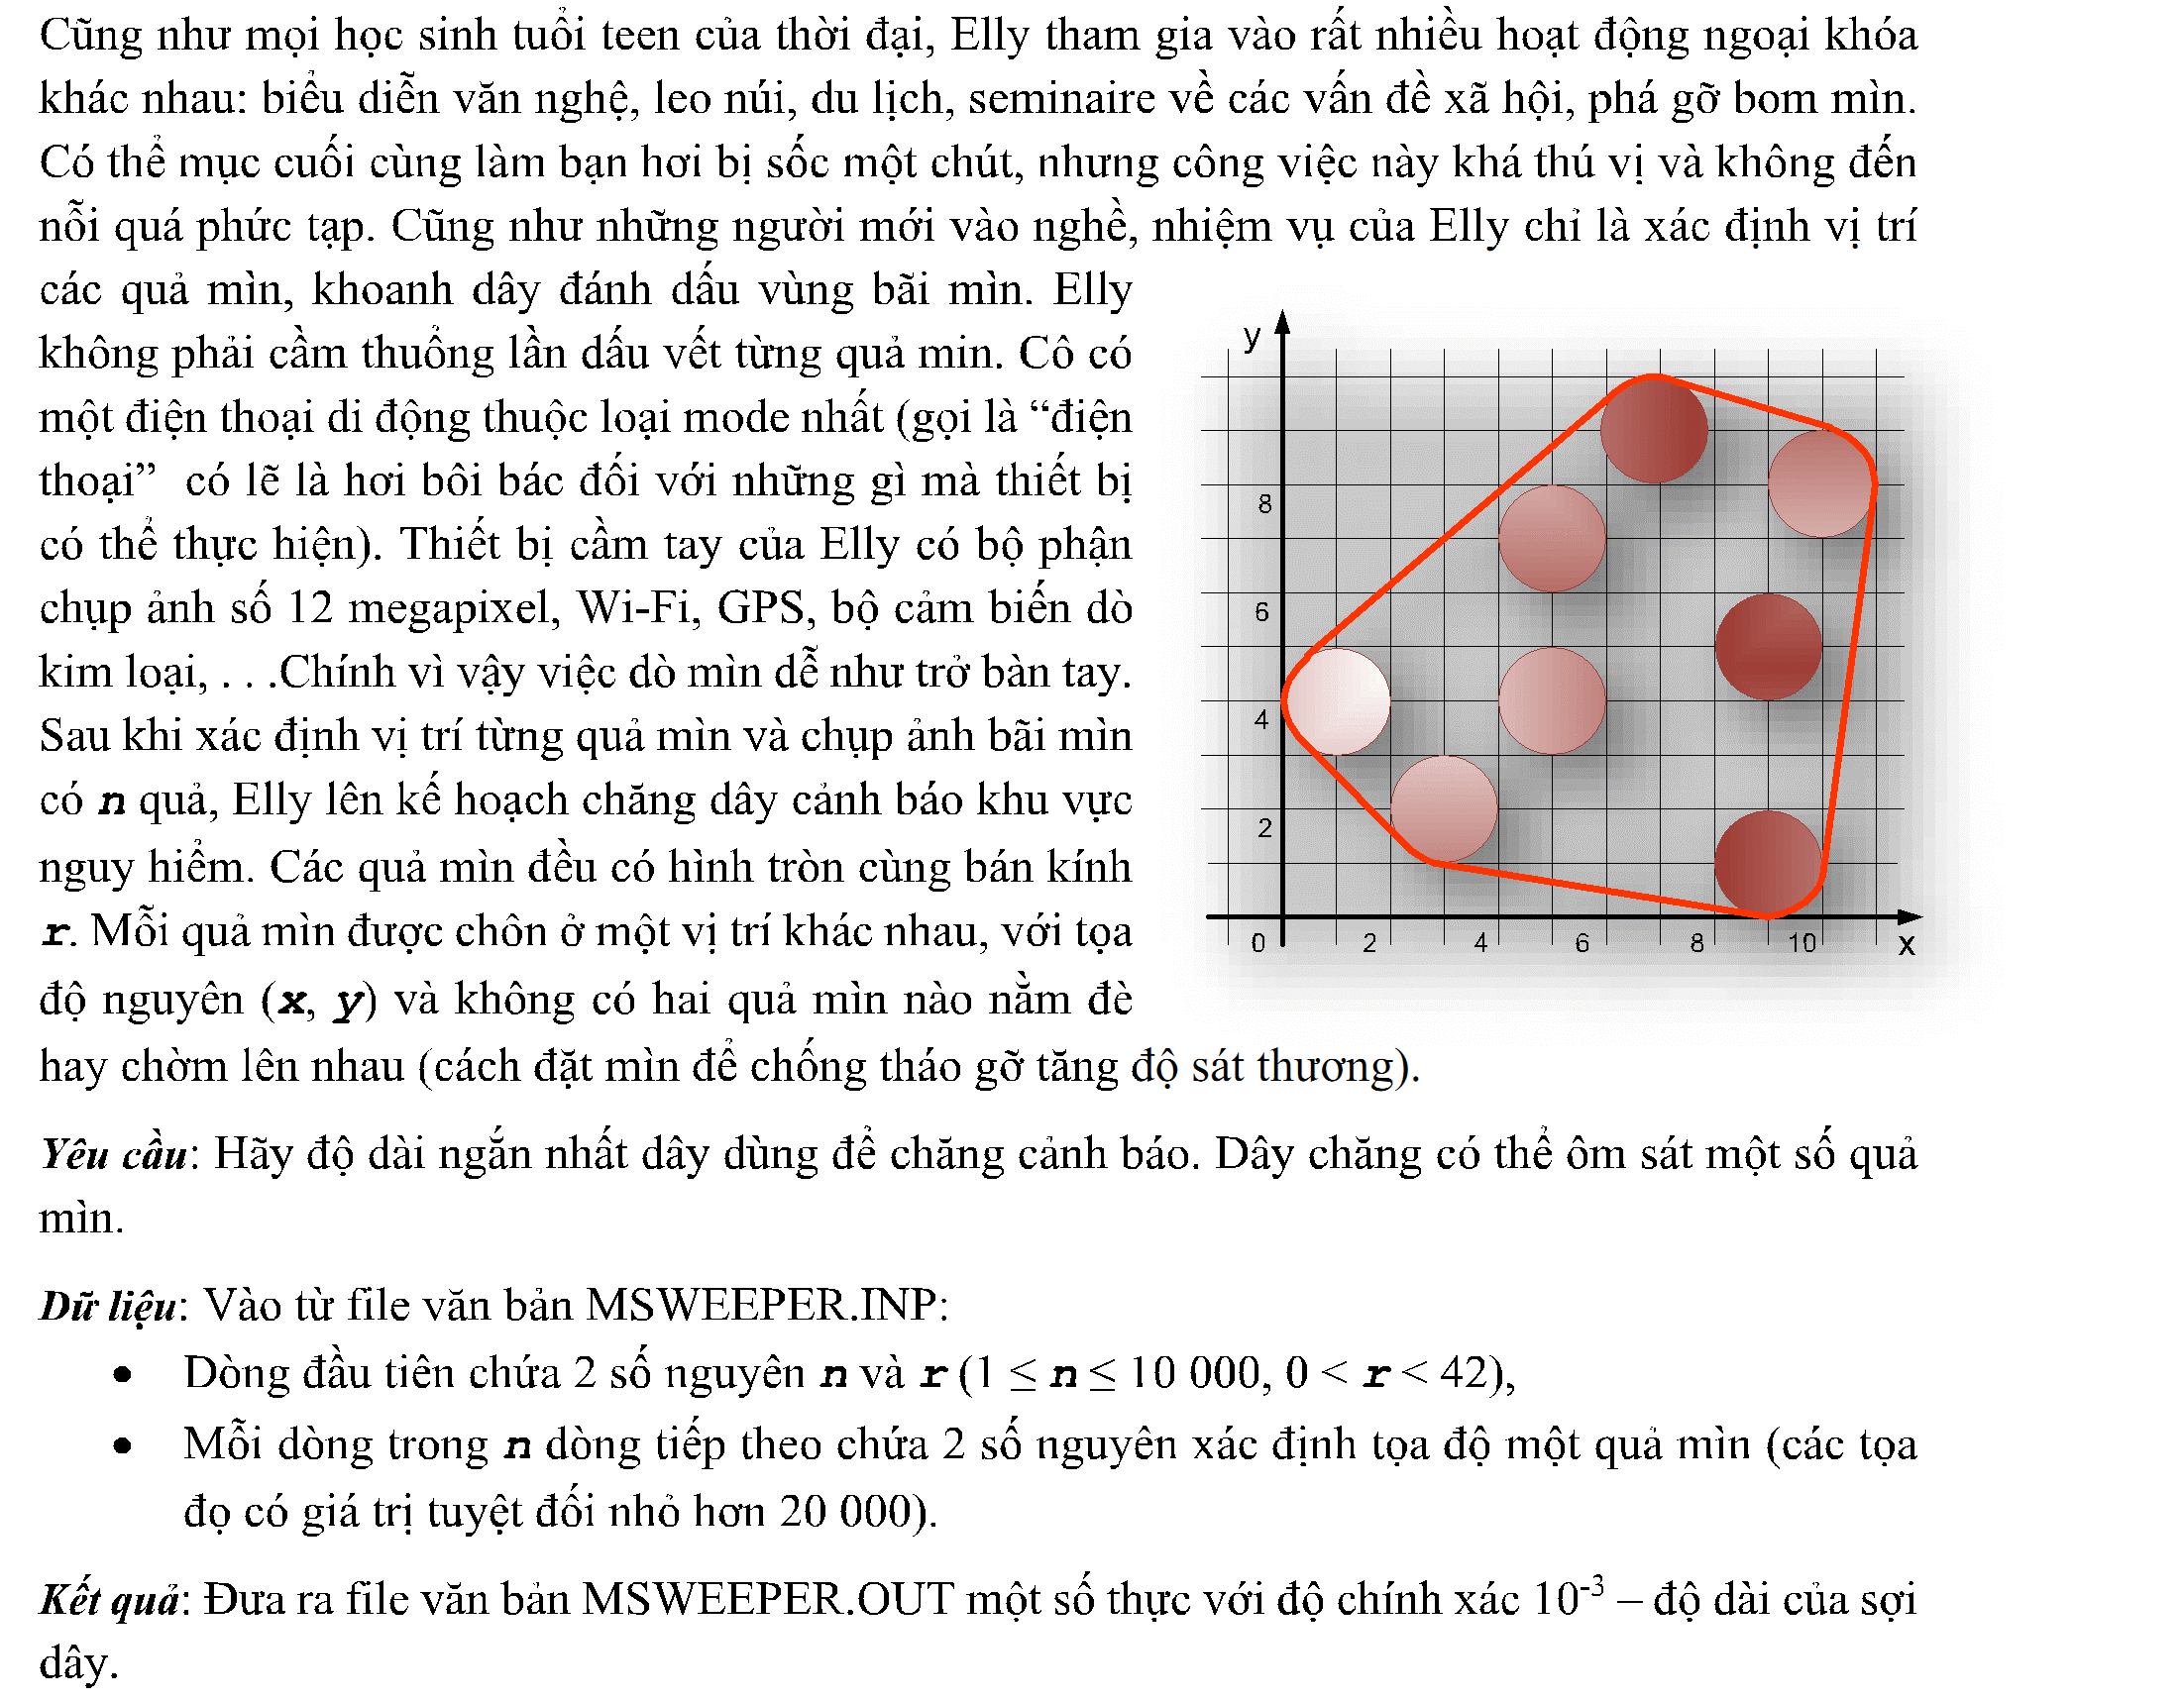 Cũng như mọi học sinh tuổi teen của thời đại, Elly tham gia vào rất nhiều hoạt động ngoại khóa
khác nhau: biểu diễn văn nghệ, leo núi, du lịch, seminaire về các vấn đề xã hội, phá gỡ bom mìn.
Có thể mục cuối cùng làm bạn hơi bị sốc một chút, nhưng công việc này khá thú vị và không đến
nỗi quá phức tạp. Cũng như những người mới vào nghề, nhiệm vụ của Elly chỉ là xác định vị trí
các quả mìn, khoanh dây đánh dấu vùng bãi mìn. Elly
không phải cầm thuổng lần dấu vết từng quả min. Cô có
một điện thoại di động thuộc loại mode nhất (gọi là “điện
thoại” có lẽ là hơi bôi bác đối với những gì mà thiết bị
có thể thực hiện). Thiết bị cầm tay của Elly có bộ phận
chụp ảnh số 12 megapixel, Wi-Fi, GPS, bộ cảm biến dò
kim loại, . . .Chính vì vậy việc dò mìn dễ như trở bàn tay.
Sau khi xác định vị trí từng quả mìn và chụp ảnh bãi mìn
có n quả, Elly lên kế hoạch chăng dây cảnh báo khu vực
nguy hiểm. Các quả mìn đều có hình tròn cùng bán kính
r. Mỗi quả mìn được chôn ở một vị trí khác nhau, với tọa
độ nguyên (x, y) và không có hai quả mìn nào nằm đè
hay chờm lên nhau (cách đặt mìn để chống tháo gỡ tăng độ sát thương).
y
8
6
4
2
0 2 4 6 8 10 x
Yêu cầu: Hãy độ dài ngắn nhất dây dùng để chăng cảnh báo. Dây chăng có thể ôm sát một số quả
mìn.
Dữ liệu: Vào từ file văn bản MSWEEPER.INP:
• Dòng đầu tiên chứa 2 số nguyên n và r (1 ≤ n ≤ 10 000, 0 < r < 42),
• Mỗi dòng trong n dòng tiếp theo chứa 2 số nguyên xác định tọa độ một quả mìn (các tọa
đọ có giá trị tuyệt đối nhỏ hơn 20 000).
Kết quả: Đưa ra file văn bản MSWEEPER.OUT một số thực với độ chính xác 10⁻³ – độ dài của sợi
dây.